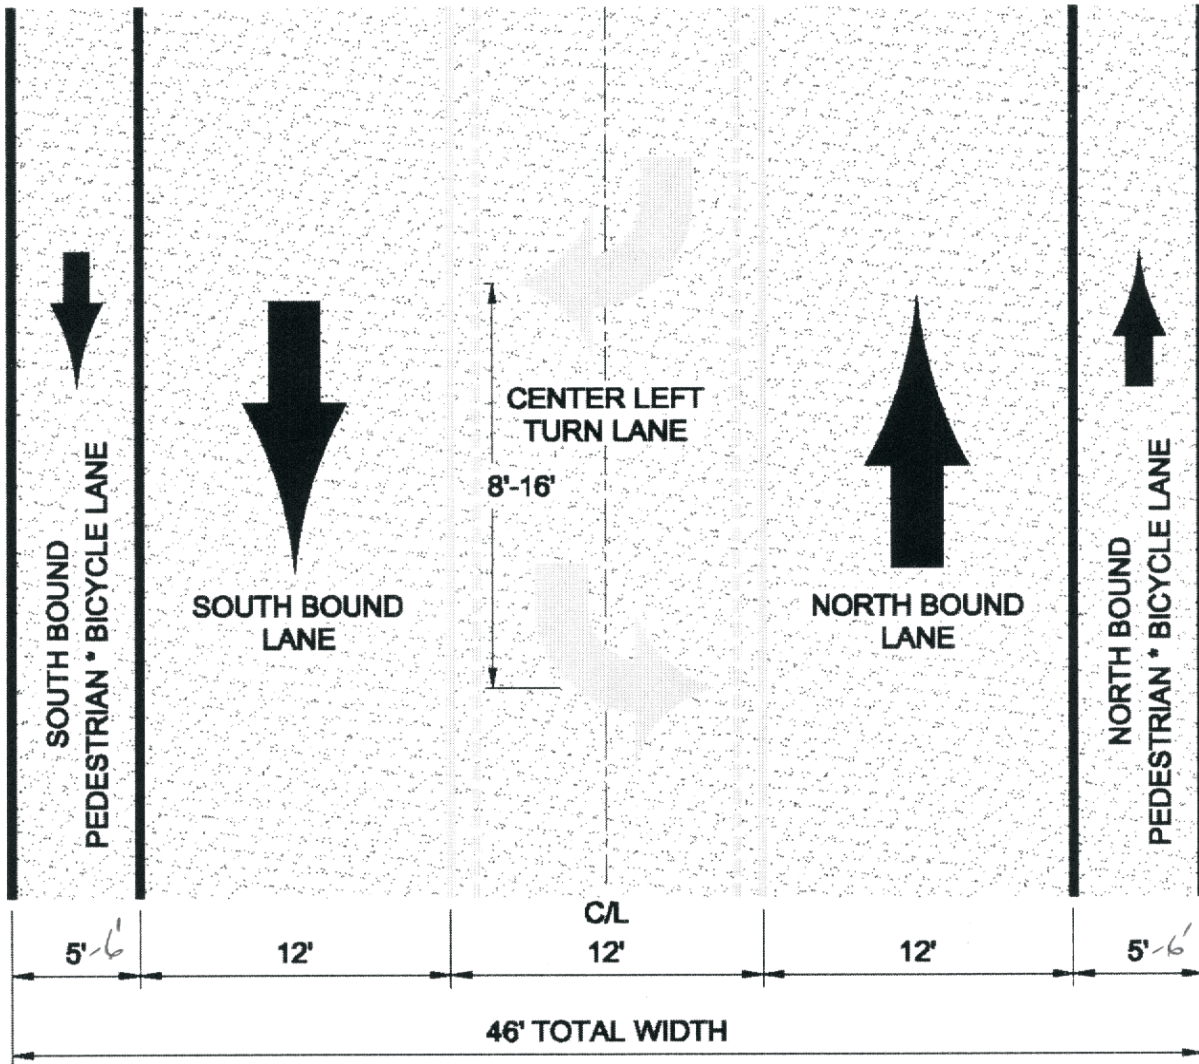 CENTER LEFT
TURN LANE
8'-16'
SOUTH BOUND
PEDESTRIAN * BICYCLE LANE
SOUTH BOUND
LANE
NORTH BOUND
LANE
NORTH BOUND
PEDESTRIAN * BICYCLE LANE
C/L
5'-6'
12'
12'
12'
5'-6'
46' TOTAL WIDTH